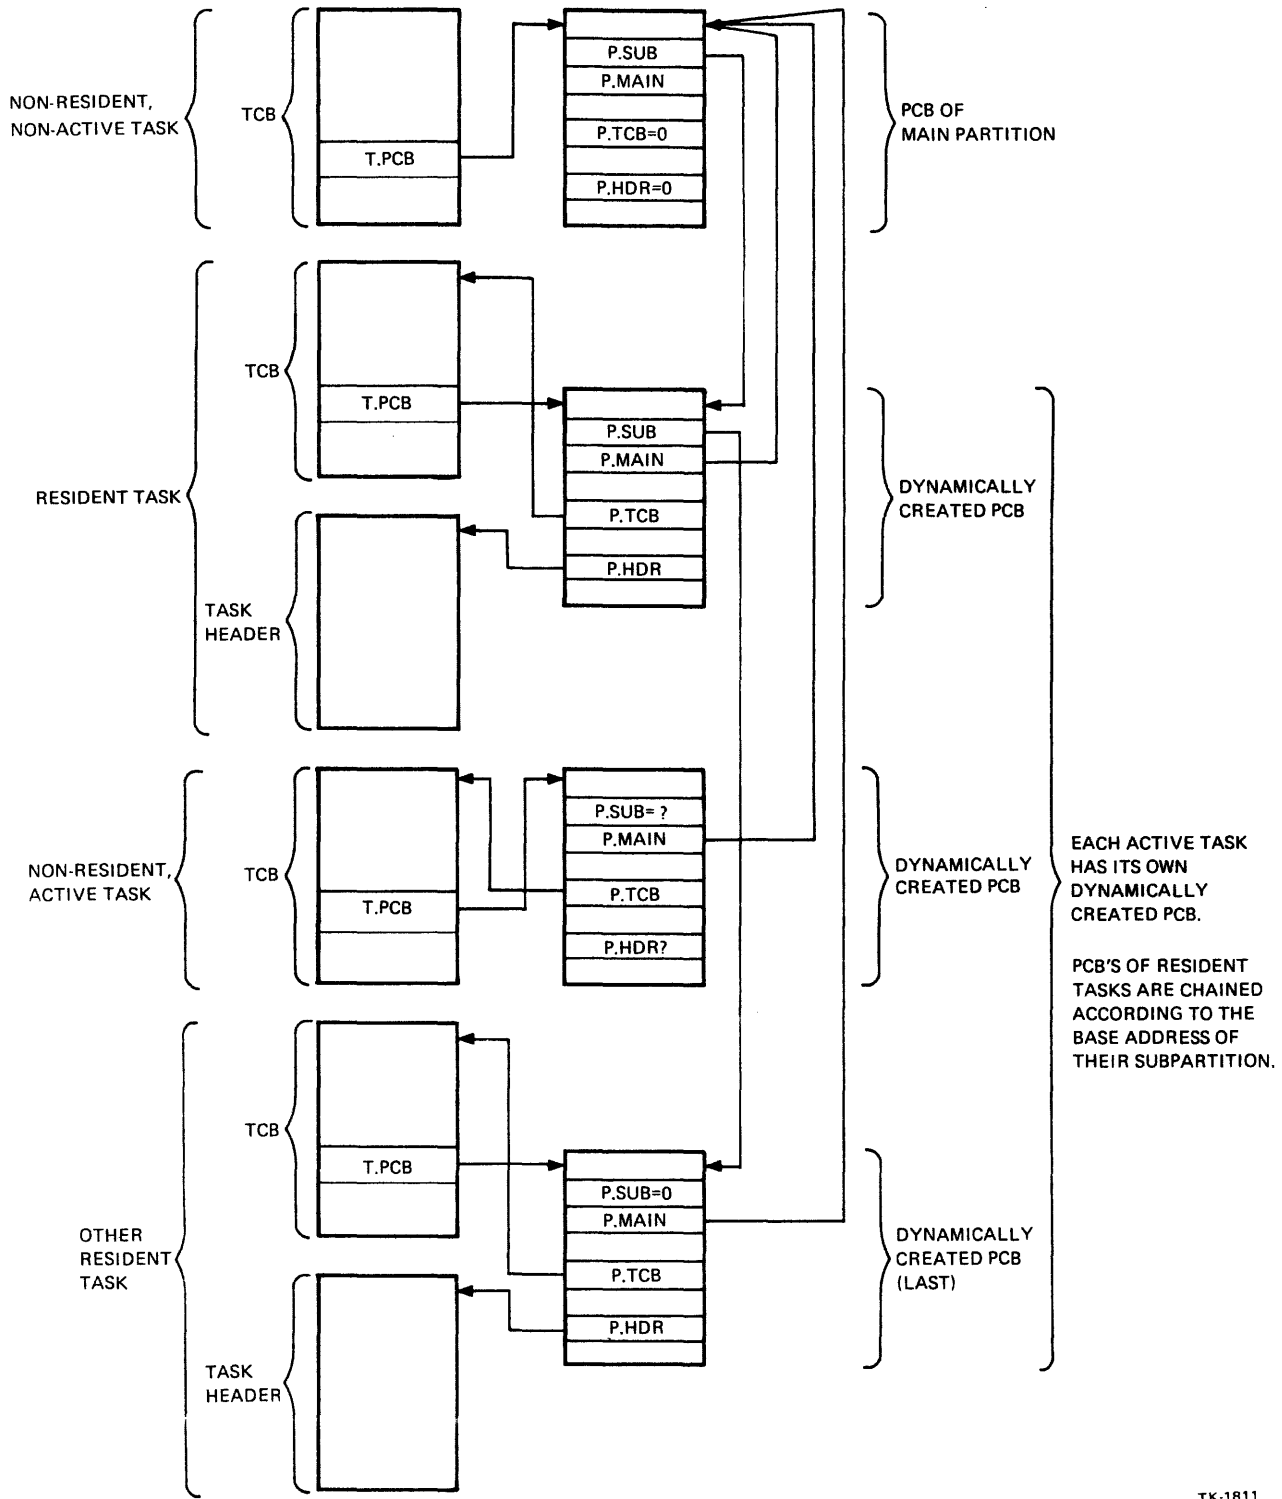 NON-RESIDENT,
NON-ACTIVE TASK
TCB
T.PCB
P.SUB
P.MAIN
P.TCB=0
P.HDR=0
PCB OF
MAIN PARTITION
RESIDENT TASK
TCB
T.PCB
TASK
HEADER
P.SUB
P.MAIN
P.TCB
P.HDR
DYNAMICALLY
CREATED PCB
NON-RESIDENT,
ACTIVE TASK
TCB
T.PCB
P.SUB= ?
P.MAIN
P.TCB
P.HDR?
DYNAMICALLY
CREATED PCB
EACH ACTIVE TASK
HAS ITS OWN
DYNAMICALLY
CREATED PCB.
PCB'S OF RESIDENT
TASKS ARE CHAINED
ACCORDING TO THE
BASE ADDRESS OF
THEIR SUBPARTITION.
OTHER
RESIDENT
TASK
TCB
T.PCB
TASK
HEADER
P.SUB=0
P.MAIN
P.TCB
P.HDR
DYNAMICALLY
CREATED PCB
(LAST)
TK-1811